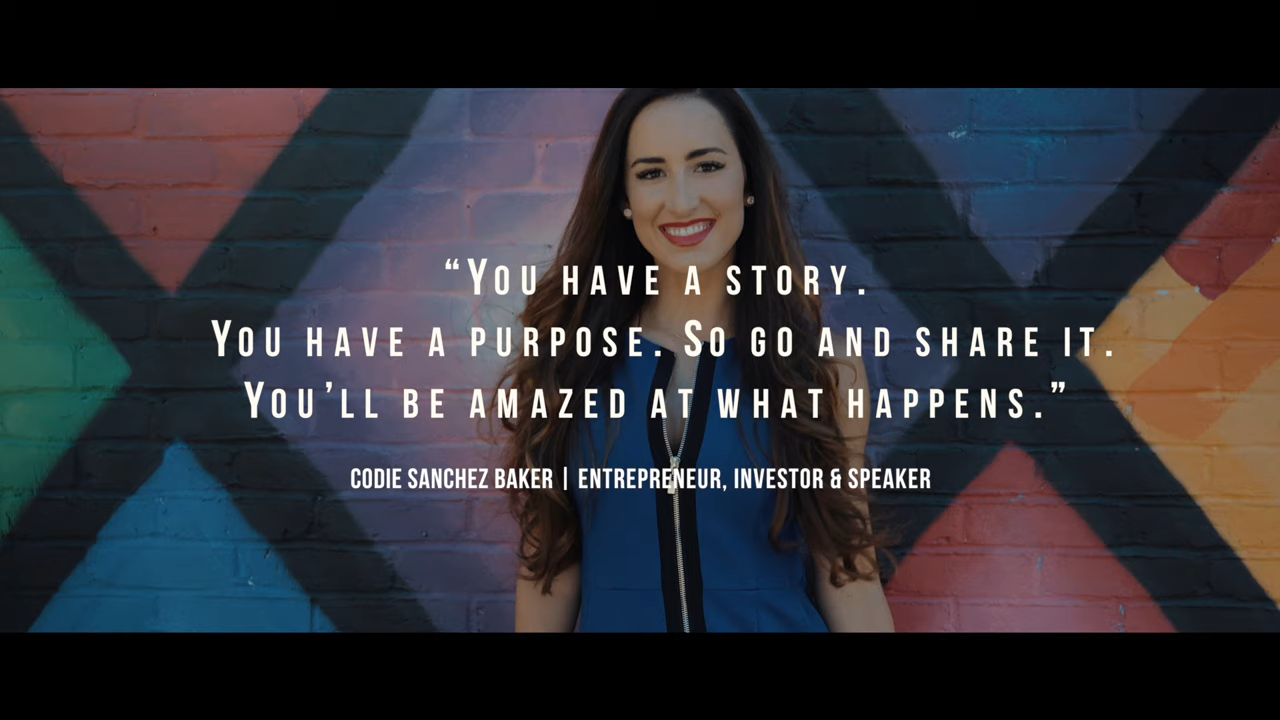 “You have a story.
You have a purpose. So go and share it.
You’ll be amazed at what happens.”
CODIE SANCHEZ BAKER | ENTREPRENEUR, INVESTOR & SPEAKER